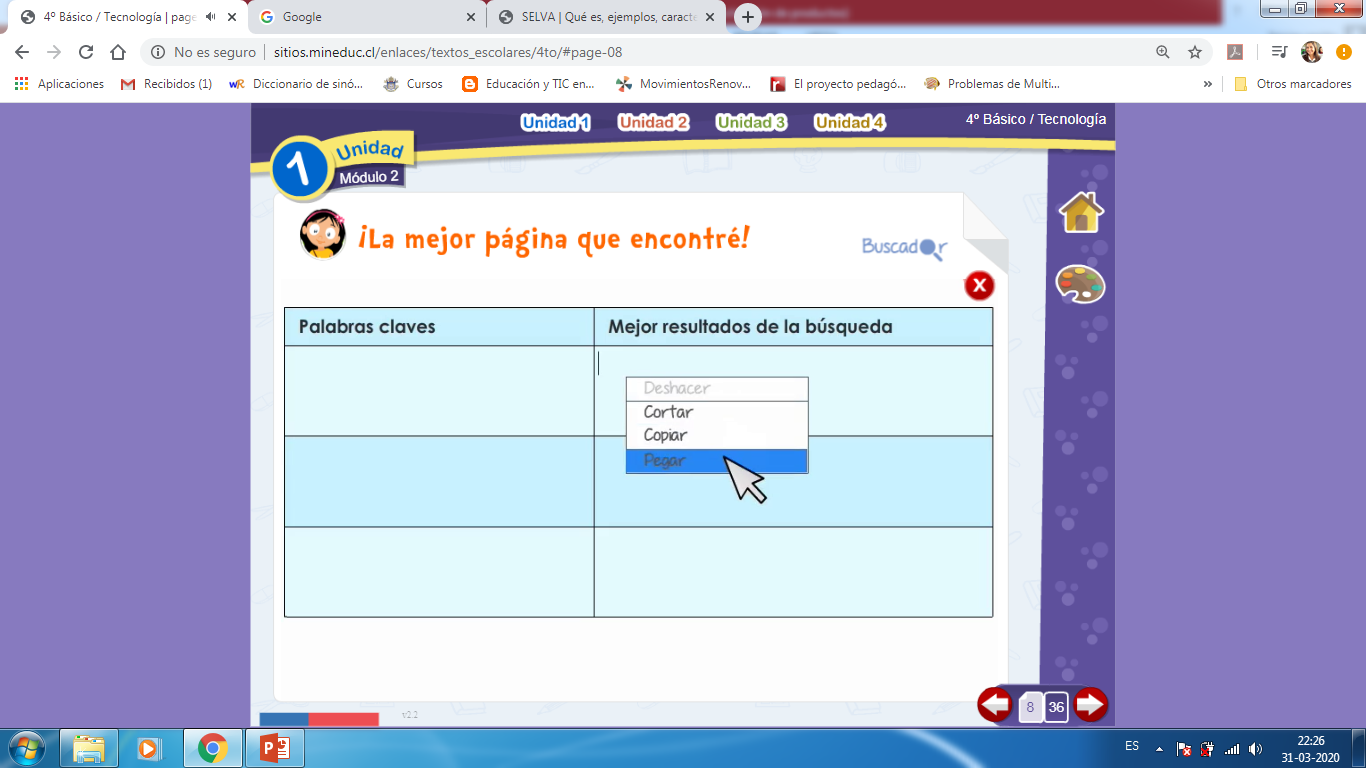 4º Básico / Tecnología | page
Google
SELVA | Qué es, ejemplos, caract
No es seguro | sitios.mineduc.cl/enlaces/textos_escolares/4to/#page-08
Aplicaciones
Recibidos (1)
Diccionario de sinó...
Cursos
Educación y TIC en...
MovimientosRenov...
El proyecto pedagó...
Problemas de Multi...
»
Otros marcadores
Unidad 1
Unidad 2
Unidad 3
Unidad 4
4º Básico / Tecnología
1
Unidad
Módulo 2
¡La mejor página que encontré!
Buscador
X
Palabras claves
Mejor resultados de la búsqueda
Deshacer
Cortar
Copiar
Pegar
8
36
v2.2
ES
22:26
31-03-2020